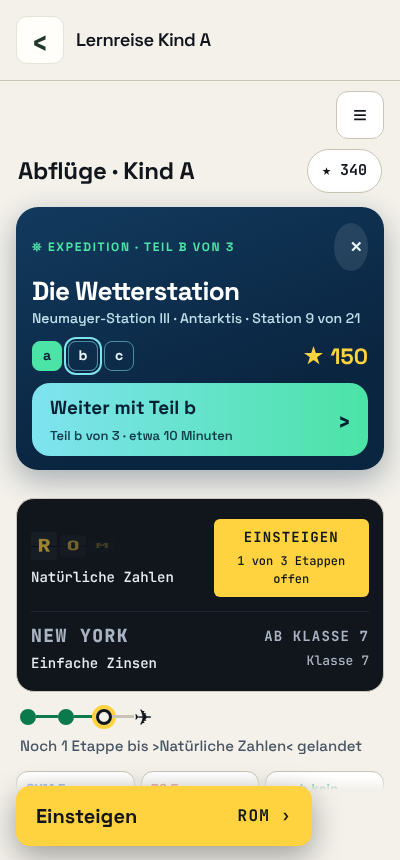 < Lernreise Kind A
≡
Abflüge · Kind A ★ 340
❋ EXPEDITION · TEIL B VON 3 ✕
Die Wetterstation
Neumayer-Station III · Antarktis · Station 9 von 21
a b c ★ 150
Weiter mit Teil b >
Teil b von 3 · etwa 10 Minuten
ROM EINSTEIGEN
Natürliche Zahlen 1 von 3 Etappen
offen
NEW YORK AB KLASSE 7
Einfache Zinsen Klasse 7
Noch 1 Etappe bis ›Natürliche Zahlen‹ gelandet
Einsteigen ROM ›